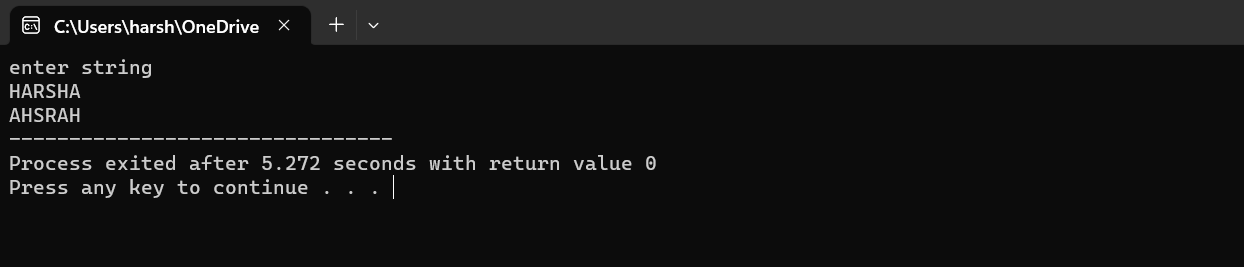 C:\Users\harsh\OneDrive
enter string
HARSHA
AHSRAH
--------------------------------
Process exited after 5.272 seconds with return value 0
Press any key to continue . . .